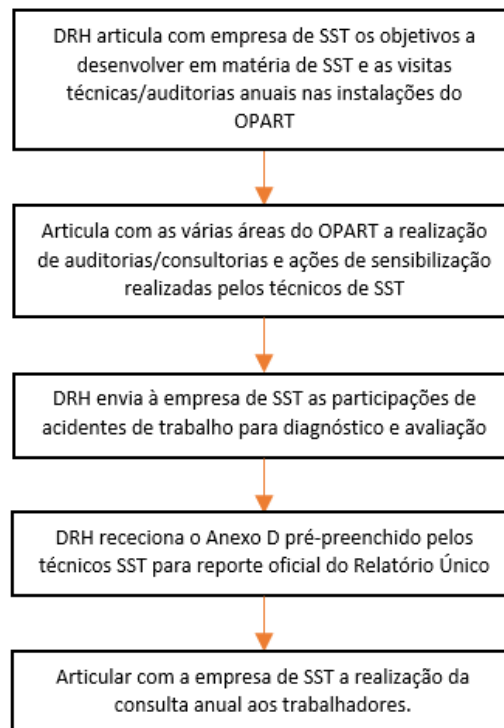 DRH articula com empresa de SST os objetivos a
desenvolver em matéria de SST e as visitas
técnicas/auditorias anuais nas instalações do
OPART
Articula com as várias áreas do OPART a realização
de auditorias/consultorias e ações de sensibilização
realizadas pelos técnicos de SST
DRH envia à empresa de SST as participações de
acidentes de trabalho para diagnóstico e avaliação
DRH receciona o Anexo D pré-preenchido pelos
técnicos SST para reporte oficial do Relatório Único
Articular com a empresa de SST a realização da
consulta anual aos trabalhadores.